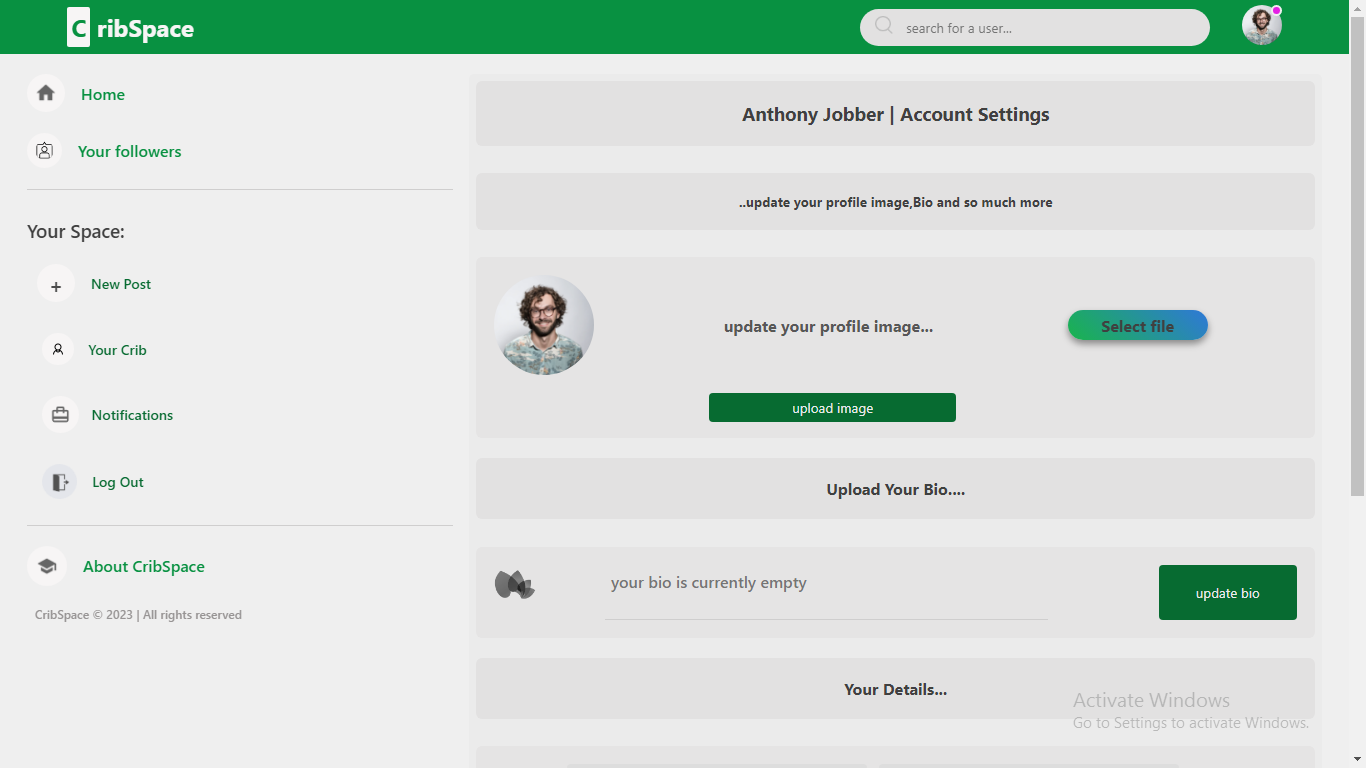 CribSpace
search for a user...
Home
Your followers
Your Space:
New Post
Your Crib
Notifications
Log Out
About CribSpace
CribSpace © 2023 | All rights reserved
Anthony Jobber | Account Settings
..update your profile image,Bio and so much more
update your profile image...
Select file
upload image
Upload Your Bio....
your bio is currently empty
update bio
Your Details...
Activate Windows
Go to Settings to activate Windows.